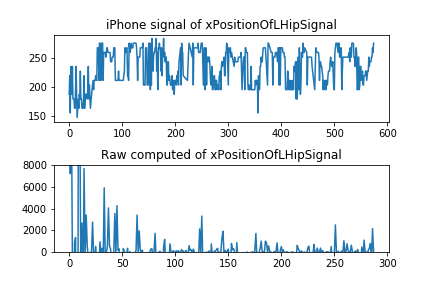 iPhone signal of xPositionOfLHipSignal
250
200
150
0 100 200 300 400 500 600
Raw computed of xPositionOfLHipSignal
8000
6000
4000
2000
0
0 50 100 150 200 250 300